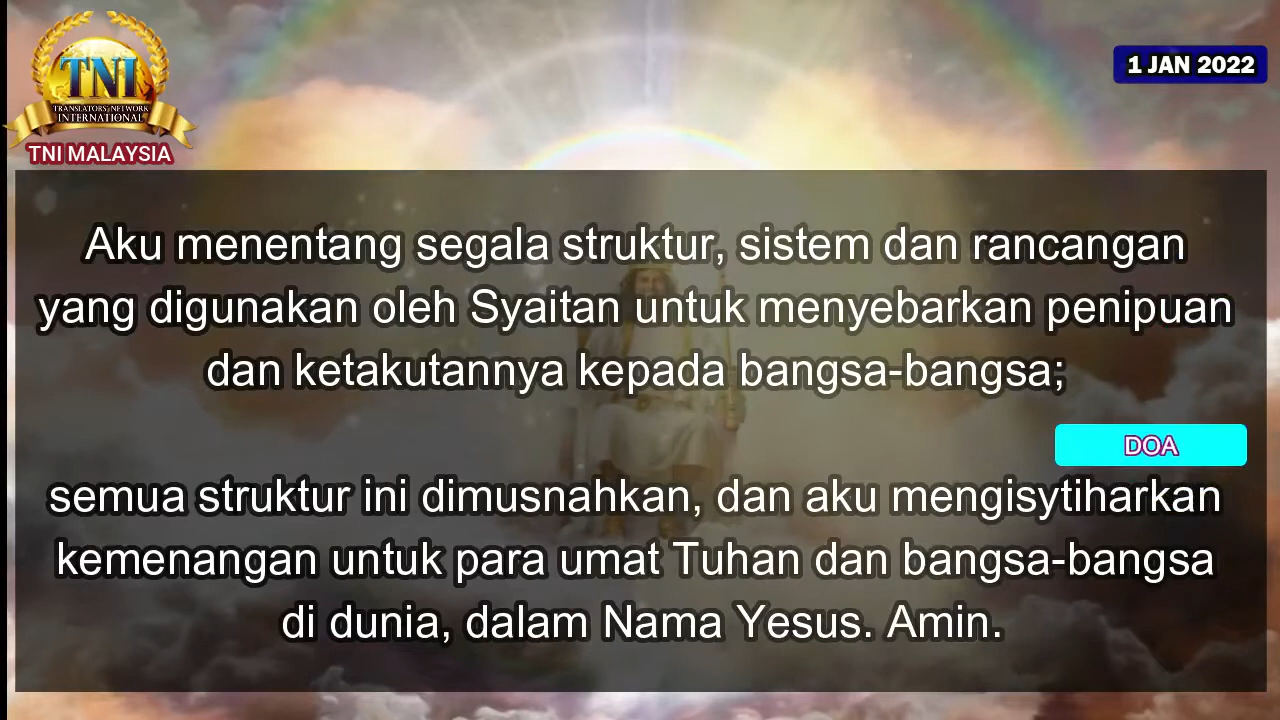 TNI
TRANSLATORS NETWORK
INTERNATIONAL
TNI MALAYSIA
1 JAN 2022
Aku menentang segala struktur, sistem dan rancangan
yang digunakan oleh Syaitan untuk menyebarkan penipuan
dan ketakutannya kepada bangsa-bangsa;
DOA
semua struktur ini dimusnahkan, dan aku mengisytiharkan
kemenangan untuk para umat Tuhan dan bangsa-bangsa
di dunia, dalam Nama Yesus. Amin.